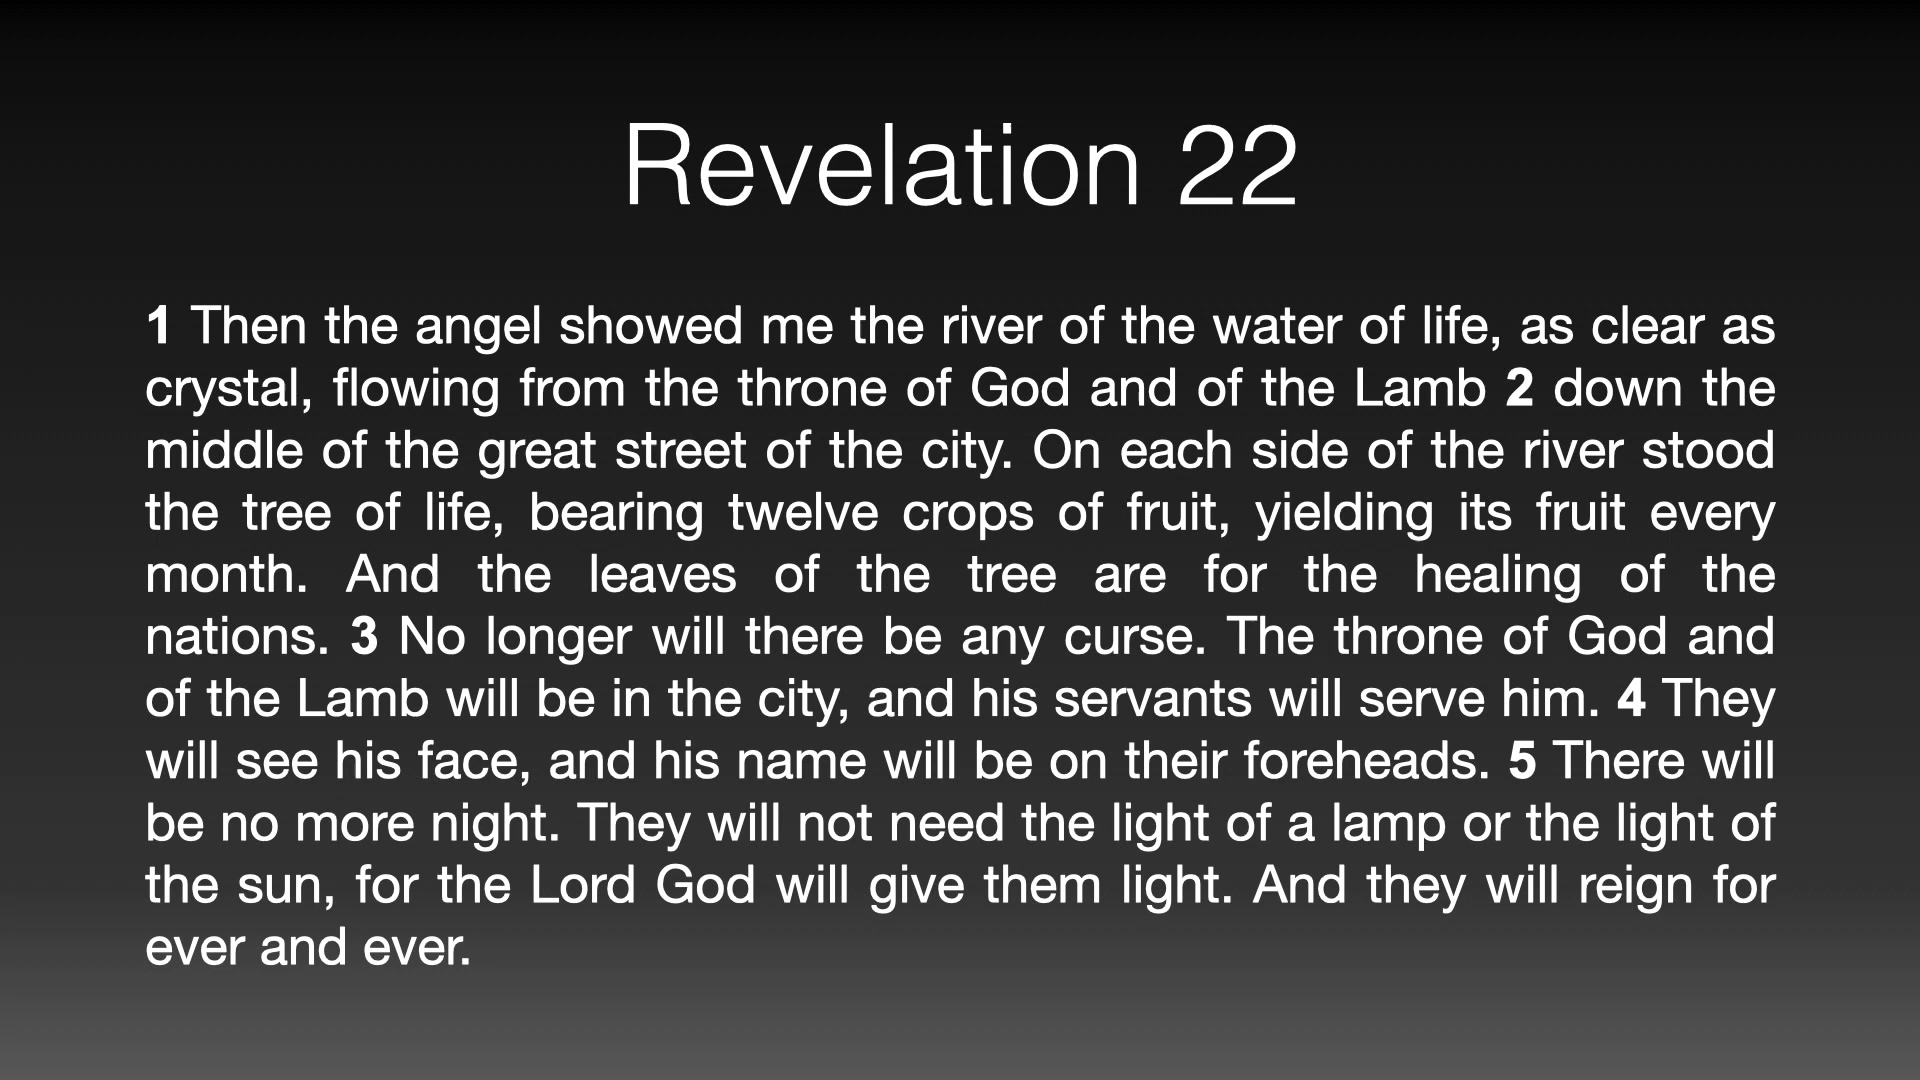 Revelation 22
1 Then the angel showed me the river of the water of life, as clear as
crystal, flowing from the throne of God and of the Lamb 2 down the
middle of the great street of the city. On each side of the river stood
the tree of life, bearing twelve crops of fruit, yielding its fruit every
month. And the leaves of the tree are for the healing of the
nations. 3 No longer will there be any curse. The throne of God and
of the Lamb will be in the city, and his servants will serve him. 4 They
will see his face, and his name will be on their foreheads. 5 There will
be no more night. They will not need the light of a lamp or the light of
the sun, for the Lord God will give them light. And they will reign for
ever and ever.